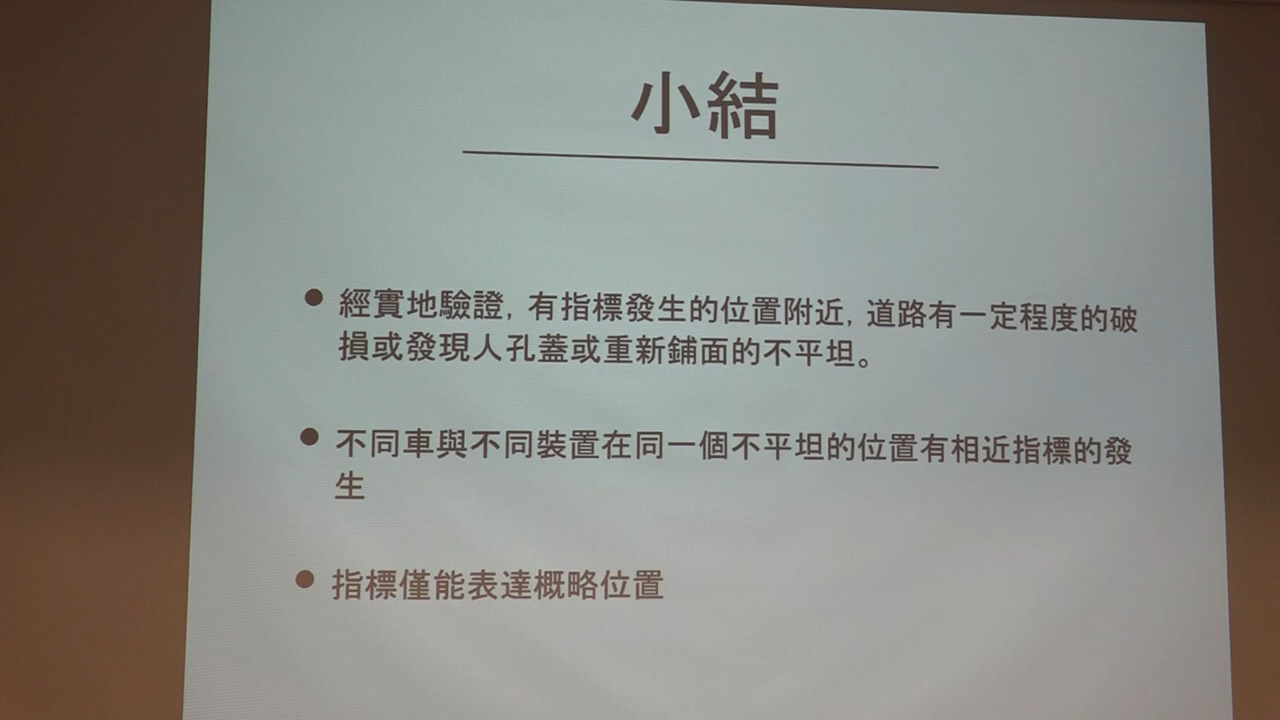 小結
● 經實地驗證, 有指標發生的位置附近, 道路有一定程度的破
損或發現人孔蓋或重新鋪面的不平坦。
● 不同車與不同裝置在同一個不平坦的位置有相近指標的發
生
● 指標僅能表達概略位置